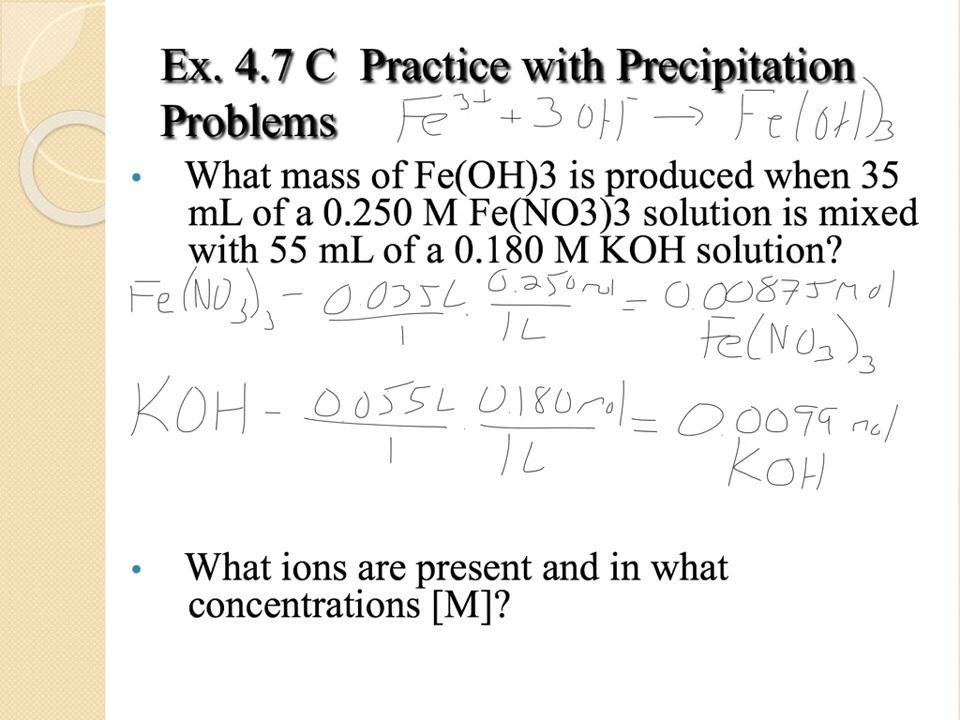 Ex. 4.7 C Practice with Precipitation
Problems
Fe³⁺ + 3 OH⁻ → Fe(OH)₃
• What mass of Fe(OH)3 is produced when 35
mL of a 0.250 M Fe(NO3)3 solution is mixed
with 55 mL of a 0.180 M KOH solution?
Fe(NO₃)₃ - 0.035L/1 · 0.250mol/1L = 0.00875mol
Fe(NO₃)₃
KOH - 0.055L/1 · 0.180mol/1L = 0.0099 mol
KOH
• What ions are present and in what
concentrations [M]?